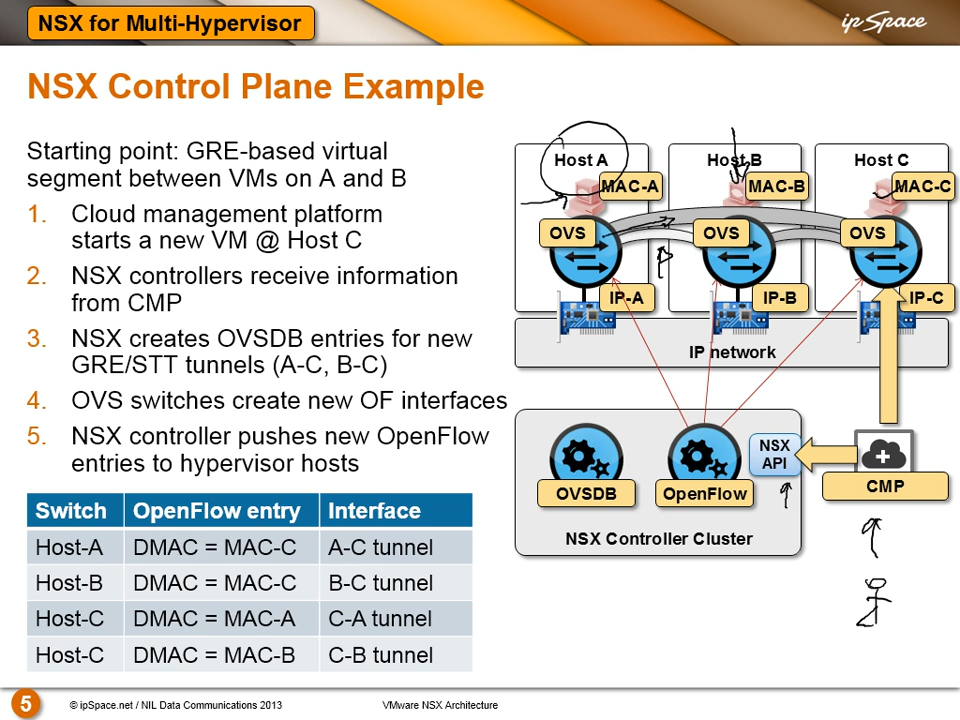 NSX for Multi-Hypervisor
ipSpace
NSX Control Plane Example
Starting point: GRE-based virtual
segment between VMs on A and B
1. Cloud management platform
starts a new VM @ Host C
2. NSX controllers receive information
from CMP
3. NSX creates OVSDB entries for new
GRE/STT tunnels (A-C, B-C)
4. OVS switches create new OF interfaces
5. NSX controller pushes new OpenFlow
entries to hypervisor hosts
Switch OpenFlow entry Interface
Host-A DMAC = MAC-C A-C tunnel
Host-B DMAC = MAC-C B-C tunnel
Host-C DMAC = MAC-A C-A tunnel
Host-C DMAC = MAC-B C-B tunnel
Host A Host B Host C
MAC-A MAC-B MAC-C
OVS OVS OVS
IP-A IP-B IP-C
IP network
NSX
API
OVSDB OpenFlow CMP
NSX Controller Cluster
5 © ipSpace.net / NIL Data Communications 2013 VMware NSX Architecture